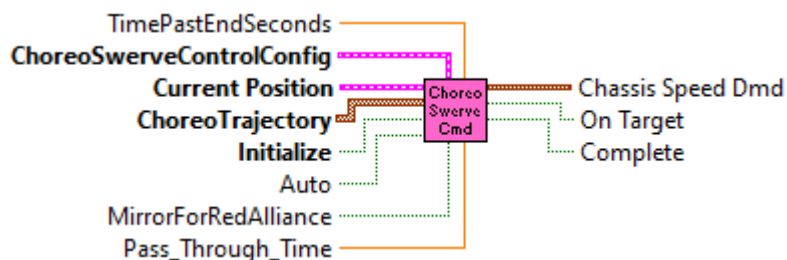 TimePastEndSeconds
ChoreoSwerveControlConfig
Current Position
ChoreoTrajectory
Initialize
Auto
MirrorForRedAlliance
Pass_Through_Time
Choreo
Swerve
Cmd
Chassis Speed Dmd
On Target
Complete